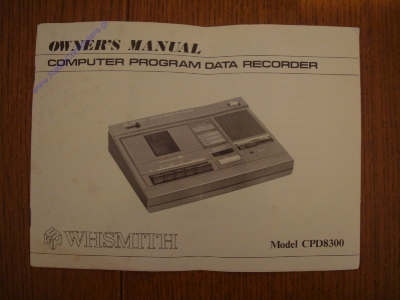 OWNER'S MANUAL
COMPUTER PROGRAM DATA RECORDER
WHSMITH
Model CPD8300